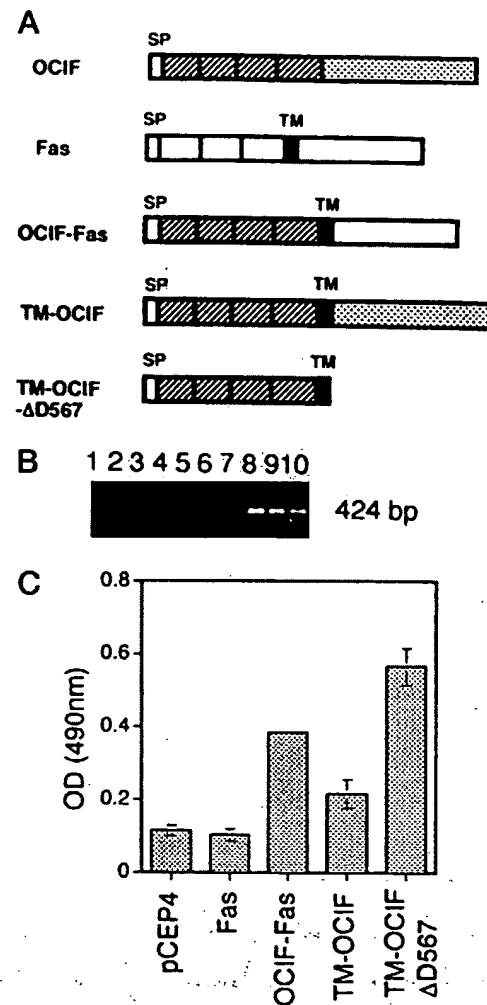 A
SP
OCIF
SP TM
Fas
SP TM
OCIF-Fas
SP TM
TM-OCIF
SP TM
TM-OCIF
-ΔD567
B
1 2 3 4 5 6 7 8 9 10
424 bp
C
0.8
0.6
0.4
0.2
0
OD (490nm)
pCEP4
Fas
OCIF-Fas
TM-OCIF
TM-OCIF
ΔD567